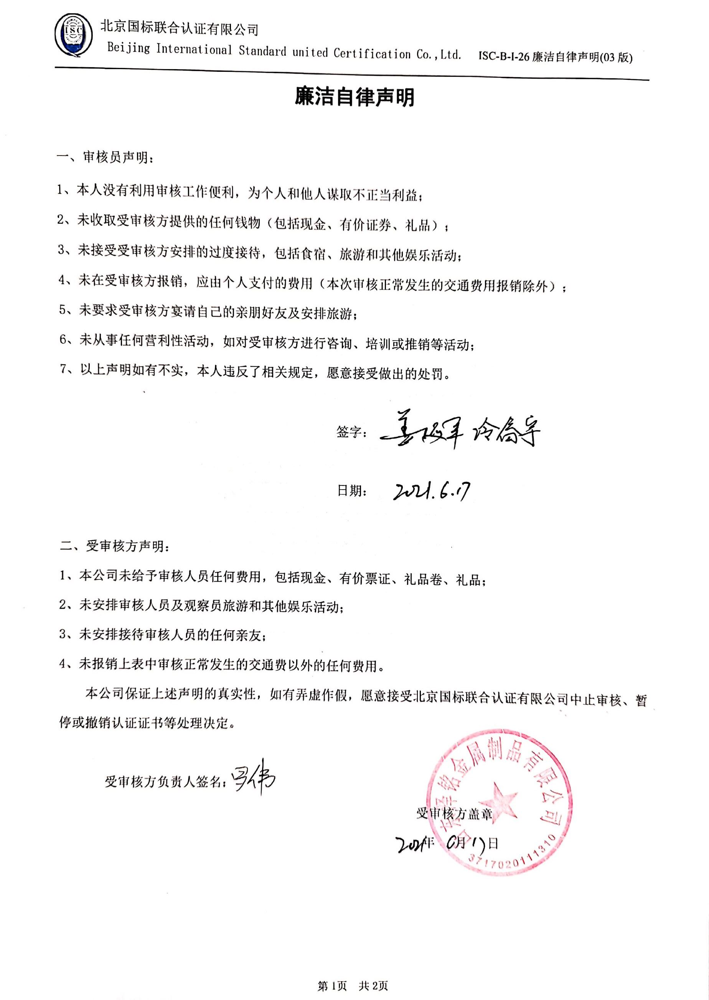 ISC
北京国标联合认证有限公司
Beijing International Standard united Certification Co.,Ltd. ISC-B-I-26 廉洁自律声明(03 版)
廉洁自律声明
一、审核员声明：
1、本人没有利用审核工作便利，为个人和他人谋取不正当利益；
2、未收取受审核方提供的任何钱物（包括现金、有价证券、礼品）；
3、未接受受审核方安排的过度接待，包括食宿、旅游和其他娱乐活动；
4、未在受审核方报销，应由个人支付的费用（本次审核正常发生的交通费用报销除外）；
5、未要求受审核方宴请自己的亲朋好友及安排旅游；
6、未从事任何营利性活动，如对受审核方进行咨询、培训或推销等活动；
7、以上声明如有不实，本人违反了相关规定，愿意接受做出的处罚。
签字： 姜海军
日期： 2021.6.17
二、受审核方声明：
1、本公司未给予审核人员任何费用，包括现金、有价票证、礼品卷、礼品；
2、未安排审核人员及观察员旅游和其他娱乐活动；
3、未安排接待审核人员的任何亲友；
4、未报销上表中审核正常发生的交通费以外的任何费用。
本公司保证上述声明的真实性，如有弄虚作假，愿意接受北京国标联合认证有限公司中止审核、暂
停或撤销认证证书等处理决定。
铭金属制品有限公司
受审核方负责人签名：
受审核方盖章
2021年 6月17日
3717020111310
第 1页 共 2页